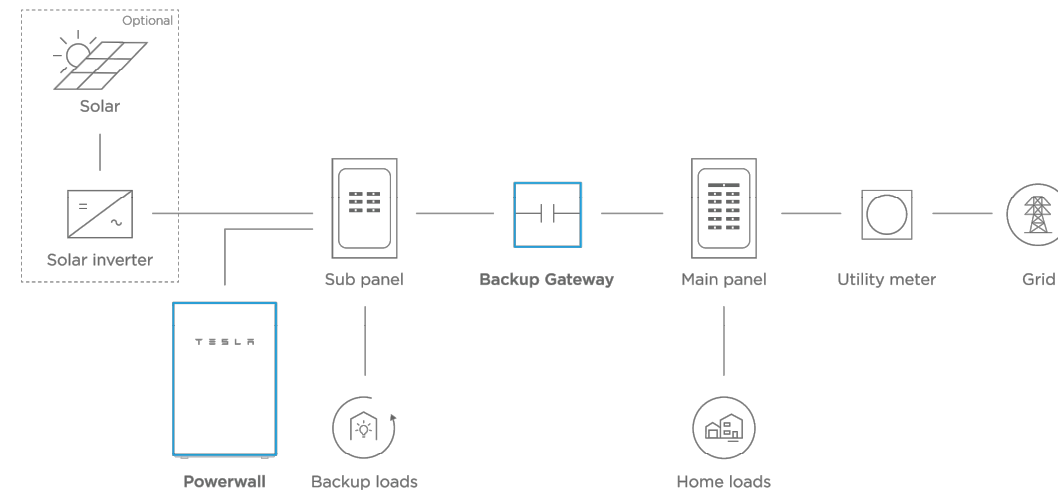 Optional
Solar
Solar inverter
Sub panel
Backup Gateway
Main panel
Utility meter
Grid
TESLA
Powerwall
Backup loads
Home loads